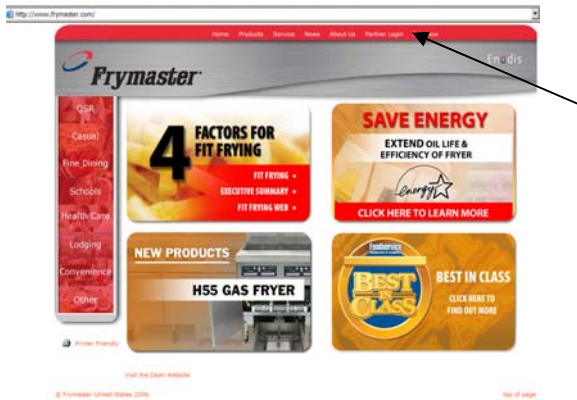 http://www.frymaster.com/
Home Products Service News About Us Partner Login
Frymaster
Enodis
QSR
Casual
Fine Dining
Schools
Health Care
Lodging
Convenience
Other
4 FACTORS FOR
FIT FRYING
FIT FRYING
EXECUTIVE SUMMARY
FIT FRYING WEB
SAVE ENERGY
EXTEND OIL LIFE &
EFFICIENCY OF FRYER
energy
CLICK HERE TO LEARN MORE
NEW PRODUCTS
H55 GAS FRYER
Foodservice
BEST
IN
CLASS
BEST IN CLASS
CLICK HERE TO
FIND OUT MORE
Printer Friendly
Visit the Dean Website
© Frymaster United States 2006.
top of page